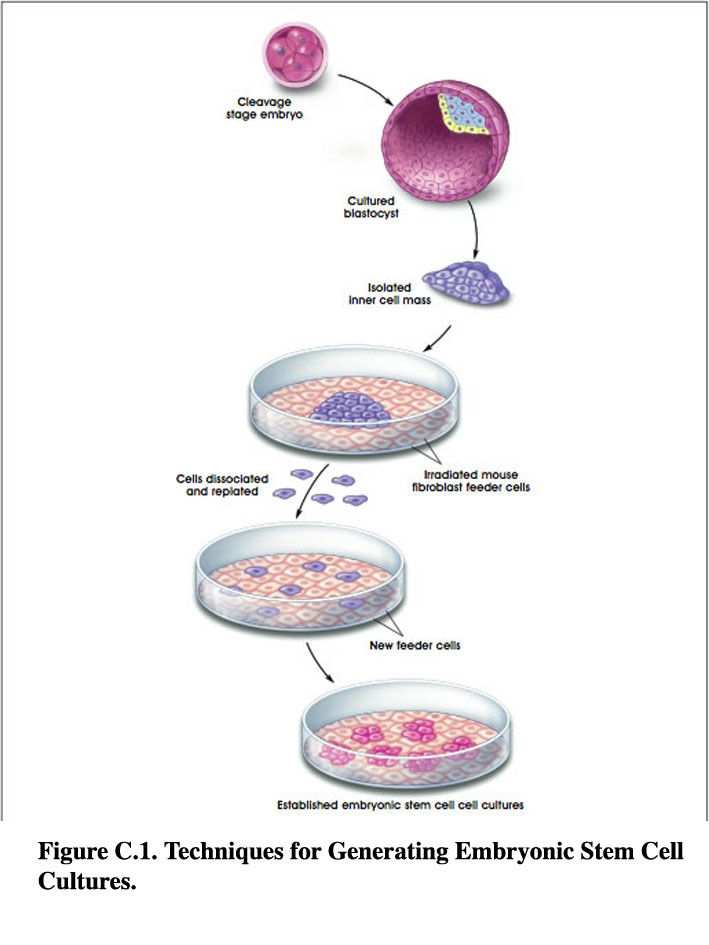 Cleavage
stage embryo
Cultured
blastocyst
Isolated
inner cell mass
Irradiated mouse
fibroblast feeder cells
Cells dissociated
and replated
New feeder cells
Established embryonic stem cell cell cultures
Figure C.1. Techniques for Generating Embryonic Stem Cell
Cultures.